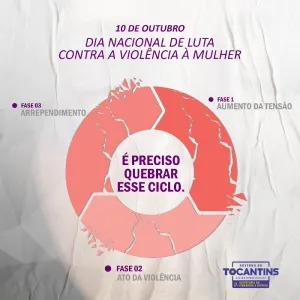 10 DE OUTUBRO
DIA NACIONAL DE LUTA
CONTRA A VIOLÊNCIA À MULHER
FASE 03
ARREPENDIMENTO
FASE 1
AUMENTO DA TENSÃO
É PRECISO
QUEBRAR
ESSE CICLO.
FASE 02
ATO DA VIOLÊNCIA
GOVERNO DO
TOCANTINS